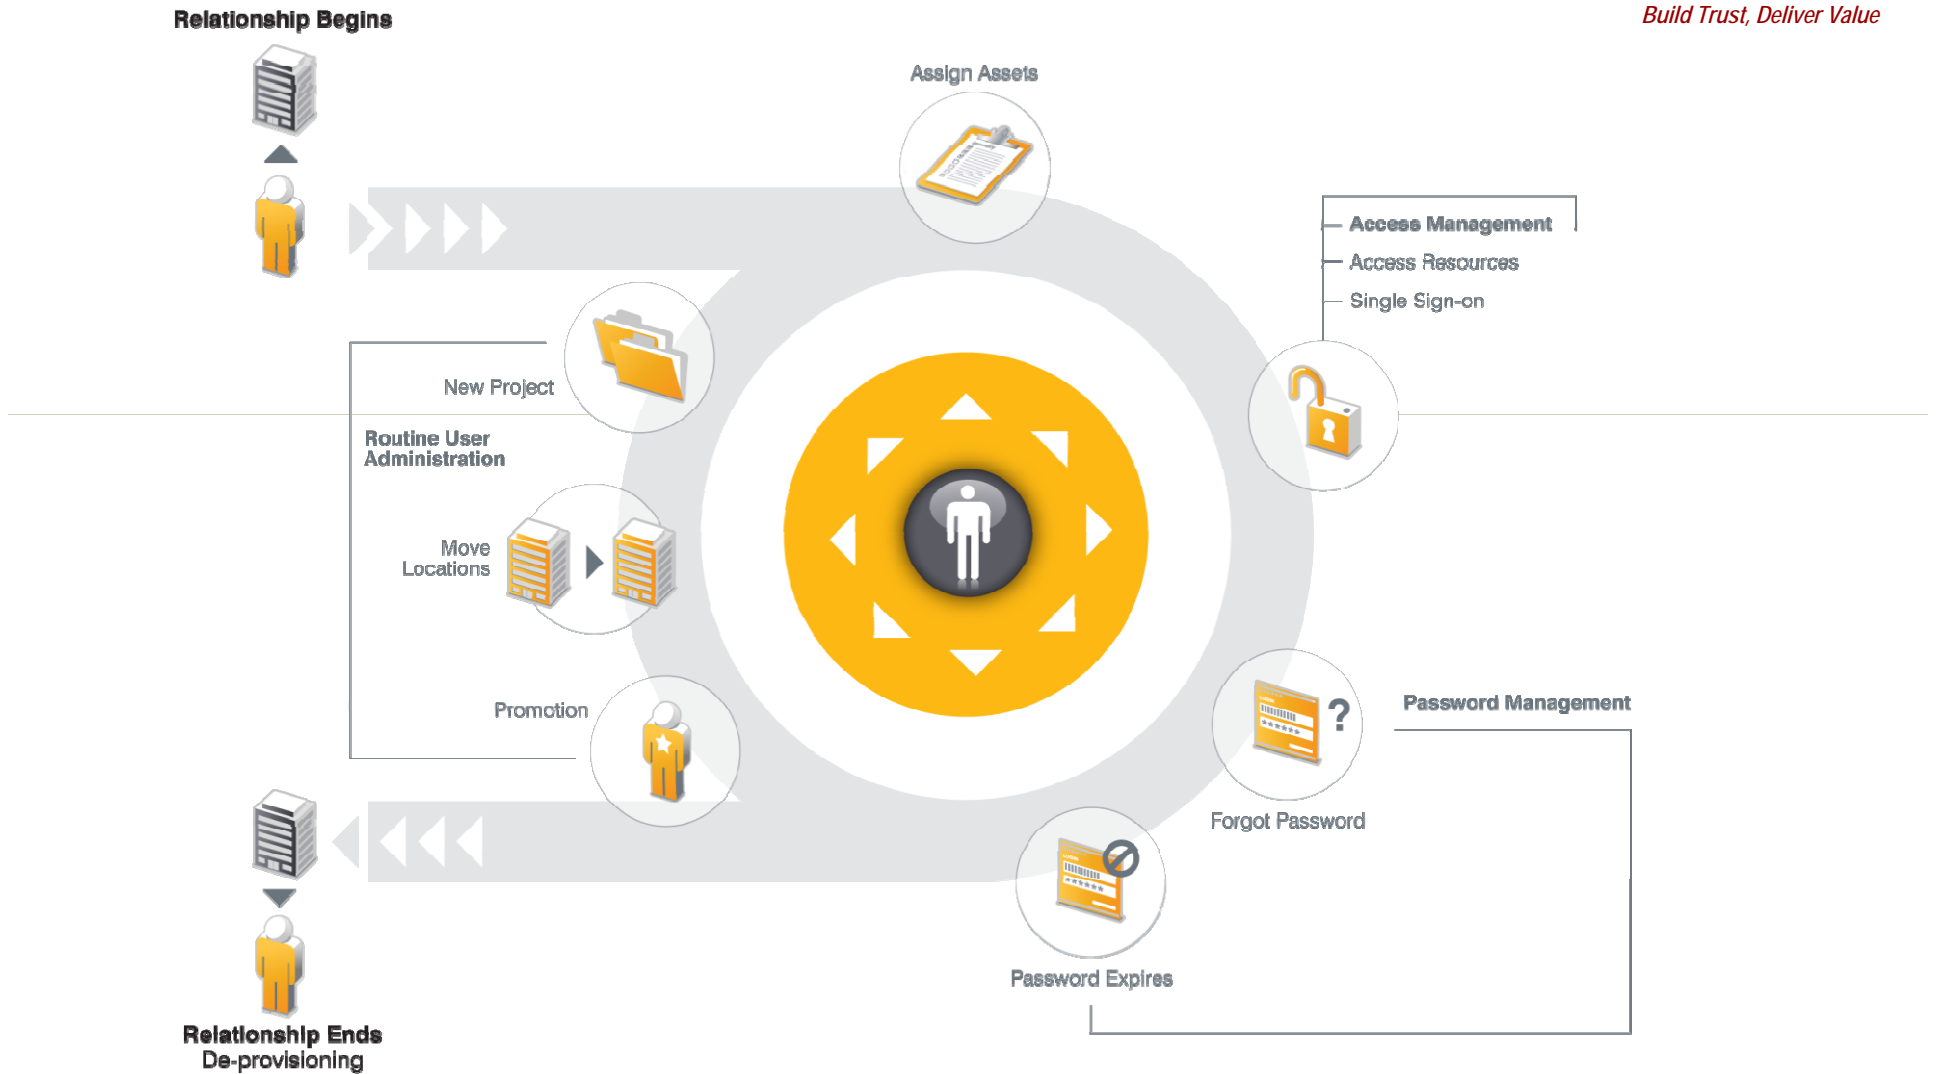 Relationship Begins
Build Trust, Deliver Value
Assign Assets
Access Management
Access Resources
Single Sign-on
New Project
Routine User
Administration
Move
Locations
Promotion
Password Management
?
Forgot Password
Password Expires
Relationship Ends
De-provisioning